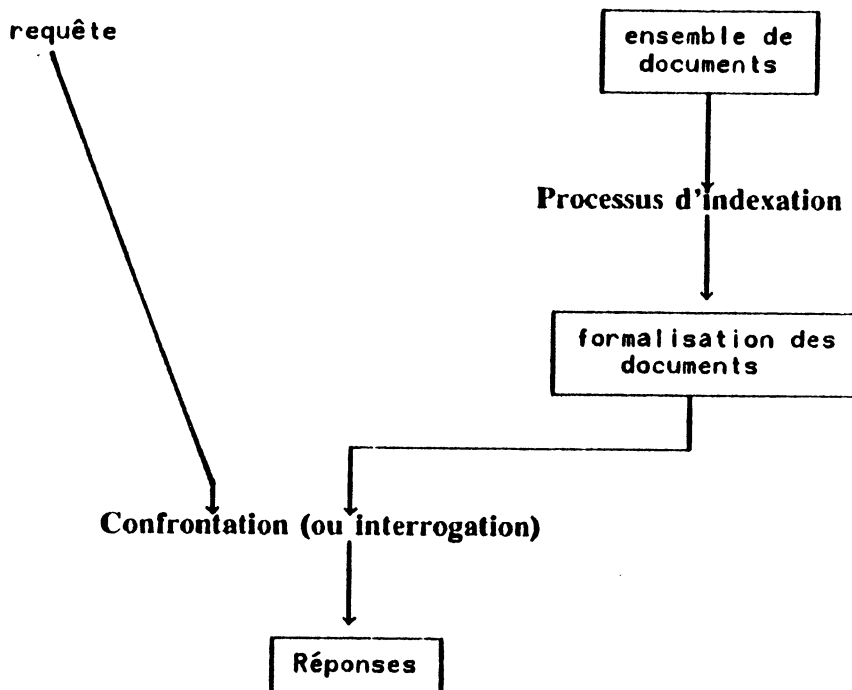 requête
ensemble de
documents
Processus d'indexation
formalisation des
documents
Confrontation (ou interrogation)
Réponses